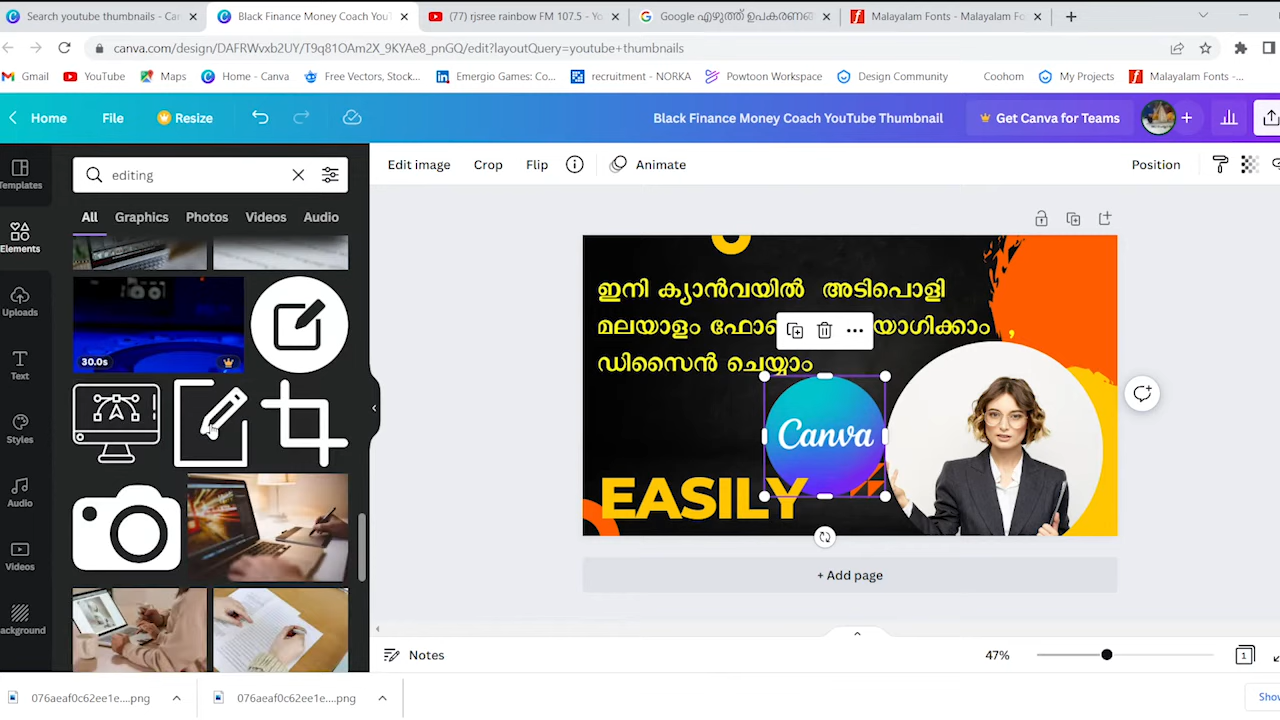 Search youtube thumbnails - Ca
Black Finance Money Coach YouT
(77) rjsree rainbow FM 107.5 - Yo
Google എഴുത്ത് ഉപകരണങ്ങ
Malayalam Fonts - Malayalam Fo
canva.com/design/DAFRWvxb2UY/T9q81OAm2X_9KYAe8_pnGQ/edit?layoutQuery=youtube+thumbnails
Gmail
YouTube
Maps
Home - Canva
Free Vectors, Stock...
Emergio Games: Co...
recruitment - NORKA
Powtoon Workspace
Design Community
Coohom
My Projects
Malayalam Fonts -...
Home
File
Resize
Black Finance Money Coach YouTube Thumbnail
Get Canva for Teams
Templates
editing
Edit image
Crop
Flip
Animate
Position
All
Graphics
Photos
Videos
Audio
Elements
Uploads
Text
Styles
Audio
Videos
ackground
30.0s
ഇനി ക്യാൻവയിൽ അടിപൊളി
മലയാളം ,
ഡിസൈൻ ചെയ്യാം
Canva
EASILY
+ Add page
Notes
47%
1
076aeaf0c62ee1e....png
076aeaf0c62ee1e....png
Show